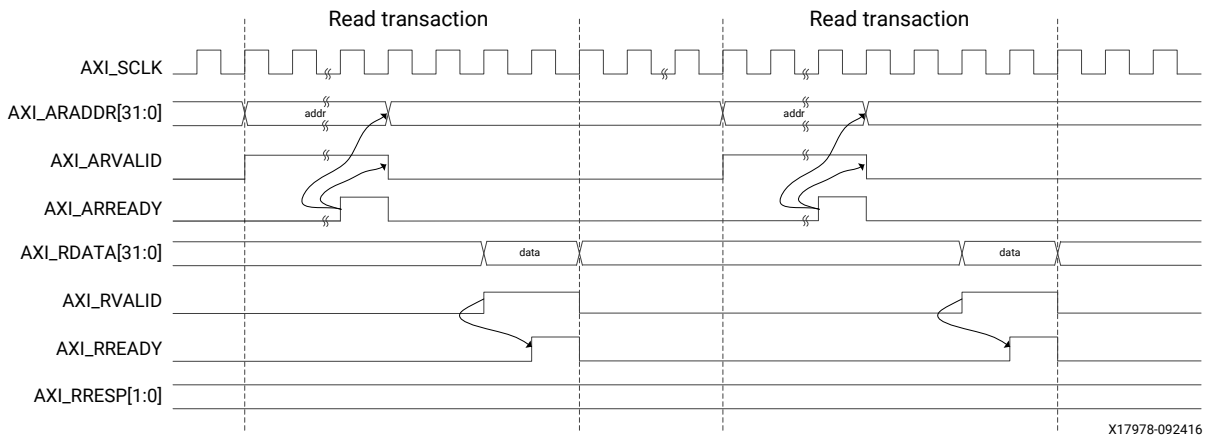 Read transaction
Read transaction
AXI_SCLK
AXI_ARADDR[31:0]
addr
addr
AXI_ARVALID
AXI_ARREADY
AXI_RDATA[31:0]
data
data
AXI_RVALID
AXI_RREADY
AXI_RRESP[1:0]
X17978-092416